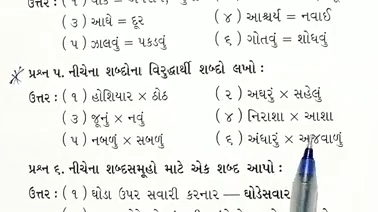 (૩) આઘે = દૂર (૪) આશ્ચર્ય = નવાઈ
(૫) ઝાલવું = પકડવું (૬) ગોતવું = શોધવું
પ્રશ્ન ૫. નીચેના શબ્દોના વિરુદ્ધાર્થી શબ્દો લખો :
ઉત્તર : (૧) હોશિયાર × ઠોઠ (૨) અઘરું × સહેલું
(૩) જૂનું × નવું (૪) નિરાશા × આશા
(૫) નબળું × સબળું (૬) અંધારું × અજવાળું
પ્રશ્ન ૬. નીચેના શબ્દસમૂહો માટે એક શબ્દ આપો :
ઉત્તર : (૧) ઘોડા ઉપર સવારી કરનાર — ઘોડેસવાર